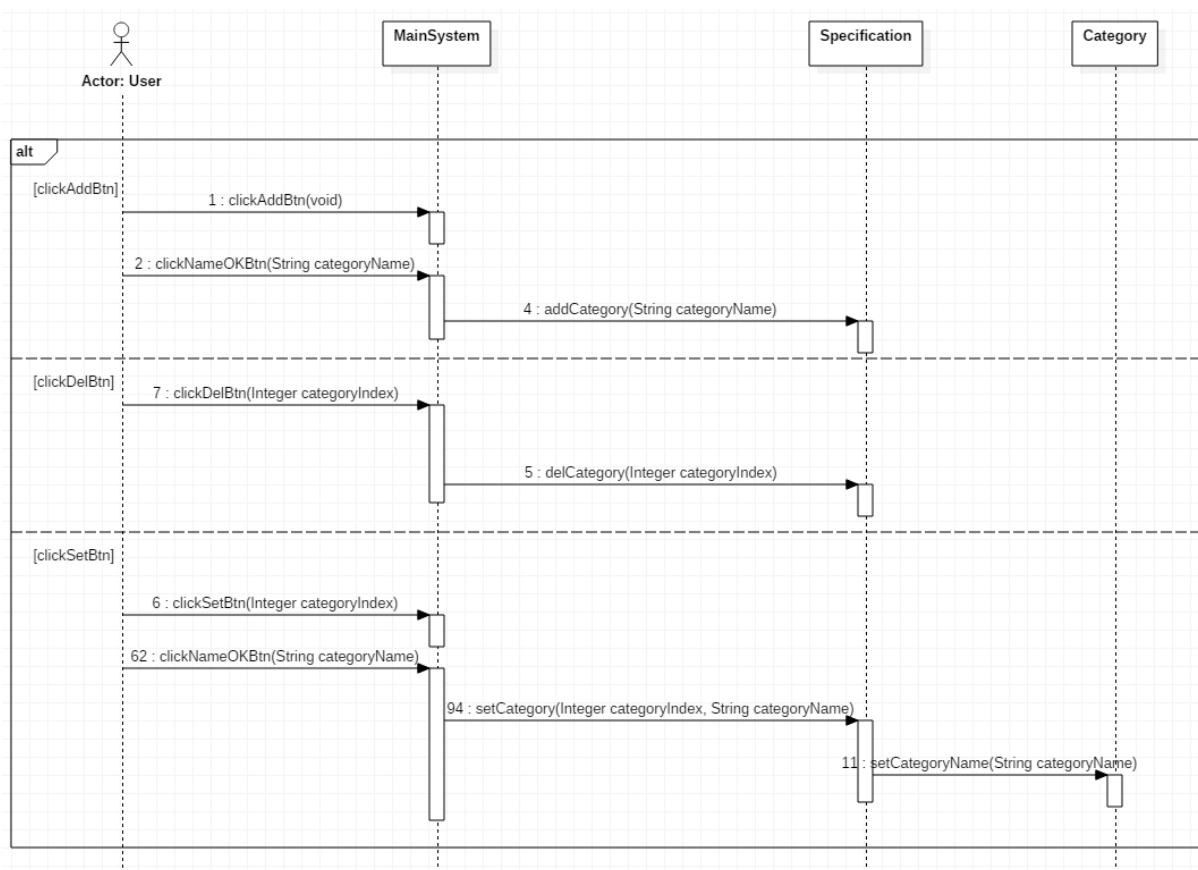 MainSystem
Specification
Category
Actor: User
alt
[clickAddBtn]
1 : clickAddBtn(void)
2 : clickNameOKBtn(String categoryName)
4 : addCategory(String categoryName)
[clickDelBtn]
7 : clickDelBtn(Integer categoryIndex)
5 : delCategory(Integer categoryIndex)
[clickSetBtn]
6 : clickSetBtn(Integer categoryIndex)
62 : clickNameOKBtn(String categoryName)
94 : setCategory(Integer categoryIndex, String categoryName)
11 : setCategoryName(String categoryName)